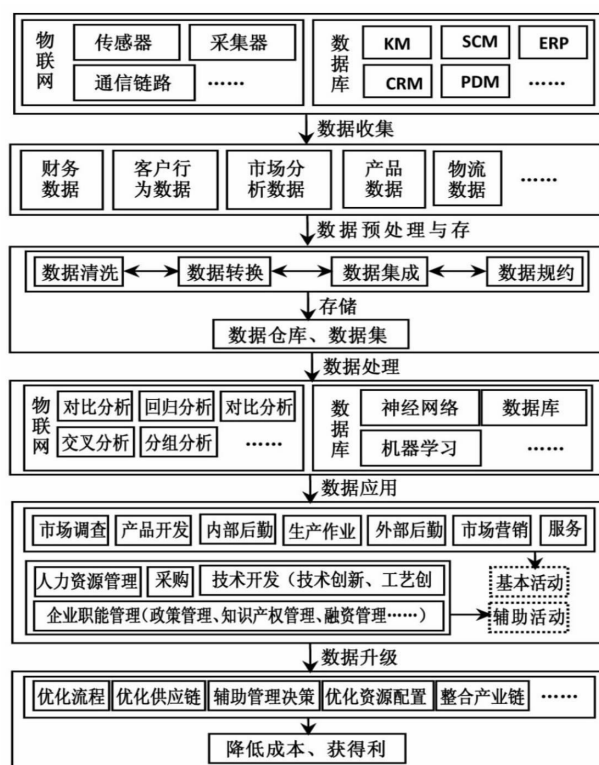 物联网
传感器
采集器
通信链路
……
数据库
KM
SCM
ERP
CRM
PDM
……
数据收集
财务
数据
客户行
为数据
市场分
析数据
产品
数据
物流
数据
……
数据预处理与存
数据清洗
数据转换
数据集成
数据规约
存储
数据仓库、数据集
数据处理
物联网
对比分析
回归分析
对比分析
交叉分析
分组分析
……
数据库
神经网络
数据库
机器学习
……
数据应用
市场调查
产品开发
内部后勤
生产作业
外部后勤
市场营销
服务
人力资源管理
采购
技术开发（技术创新、工艺创
基本活动
企业职能管理（政策管理、知识产权管理、融资管理……）
辅助活动
数据升级
优化流程
优化供应链
辅助管理决策
优化资源配置
整合产业链
……
降低成本、获得利